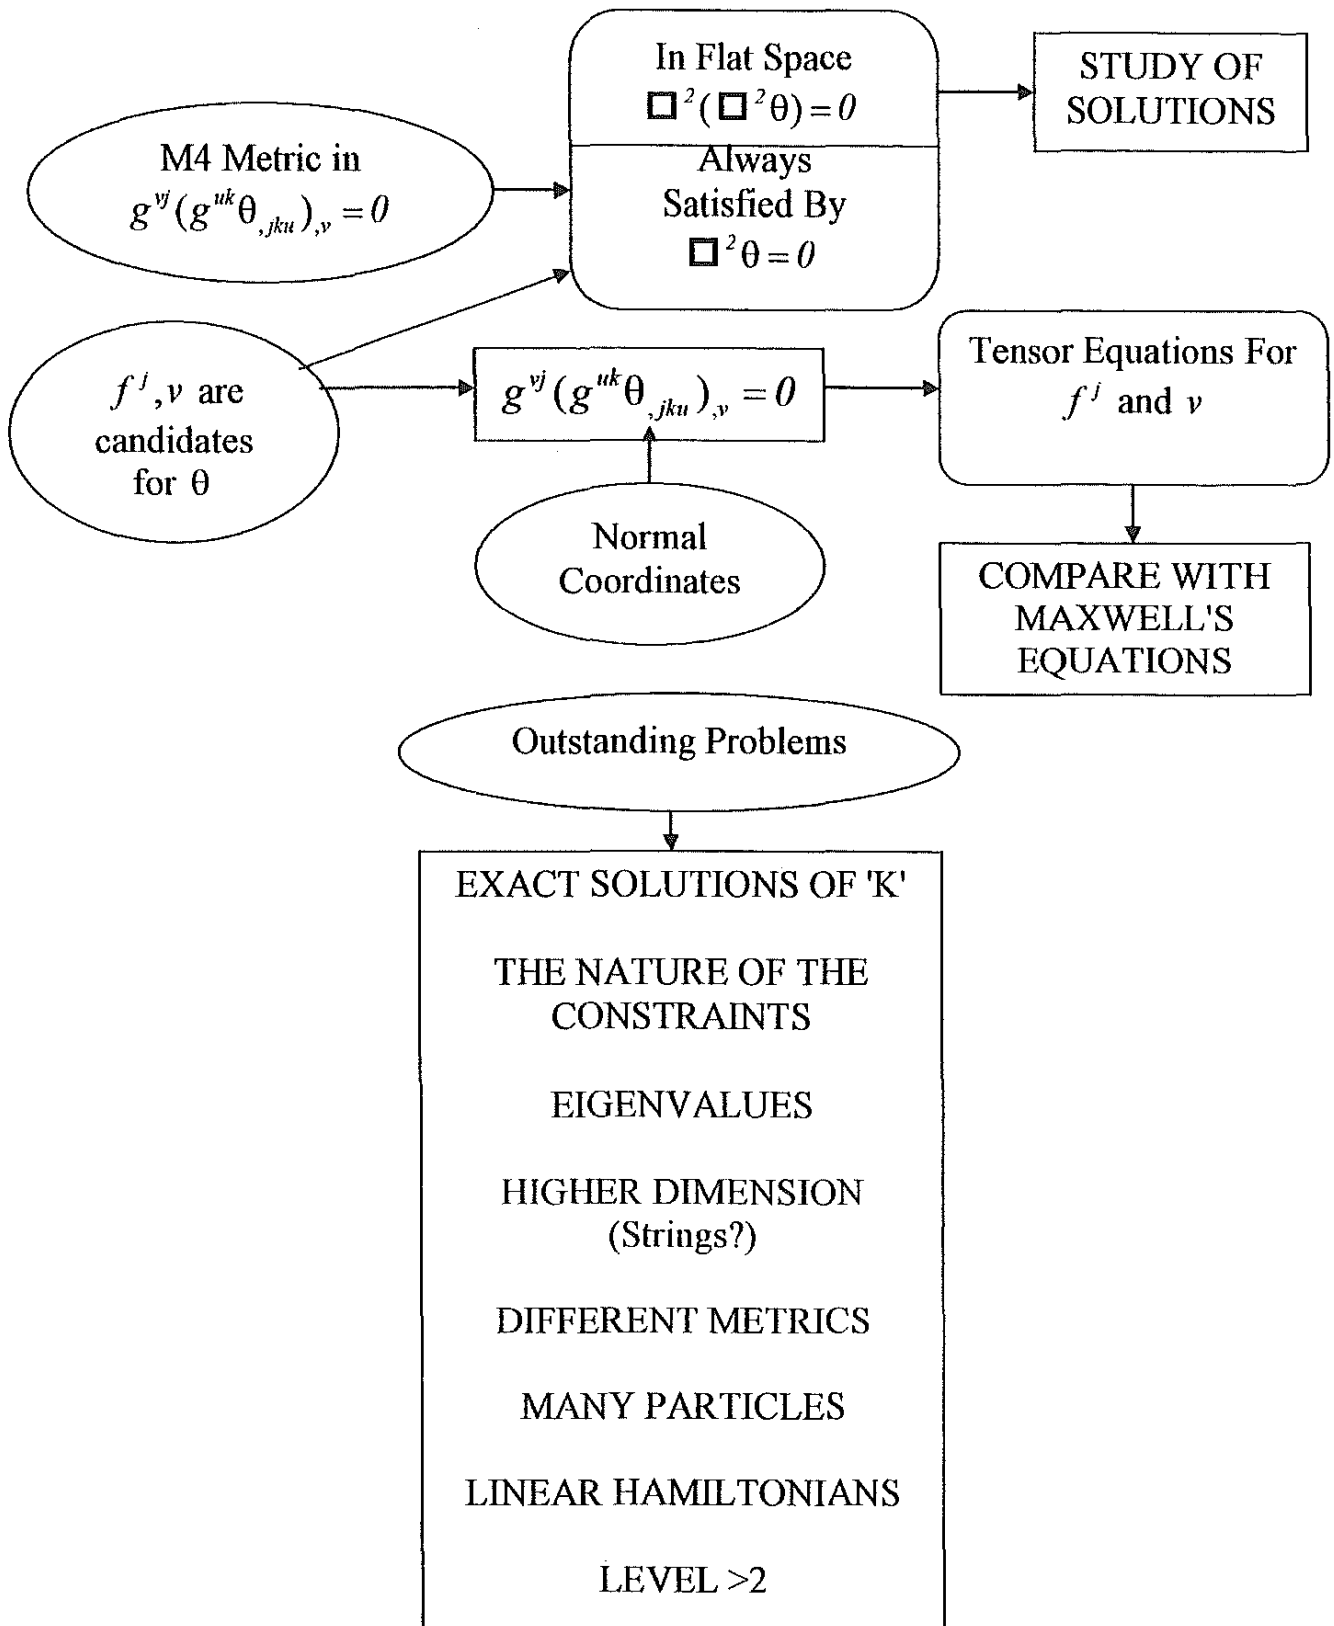 In Flat Space
□²(□²θ)=0
Always
Satisfied By
□²θ=0
STUDY OF
SOLUTIONS
M4 Metric in
g^{vj}(g^{uk}θ_{,jku})_{,v}=0
f^j,v are
candidates
for θ
g^{vj}(g^{uk}θ_{,jku})_{,v}=0
Tensor Equations For
f^j and v
Normal
Coordinates
COMPARE WITH
MAXWELL'S
EQUATIONS
Outstanding Problems
EXACT SOLUTIONS OF 'K'
THE NATURE OF THE
CONSTRAINTS
EIGENVALUES
HIGHER DIMENSION
(Strings?)
DIFFERENT METRICS
MANY PARTICLES
LINEAR HAMILTONIANS
LEVEL >2